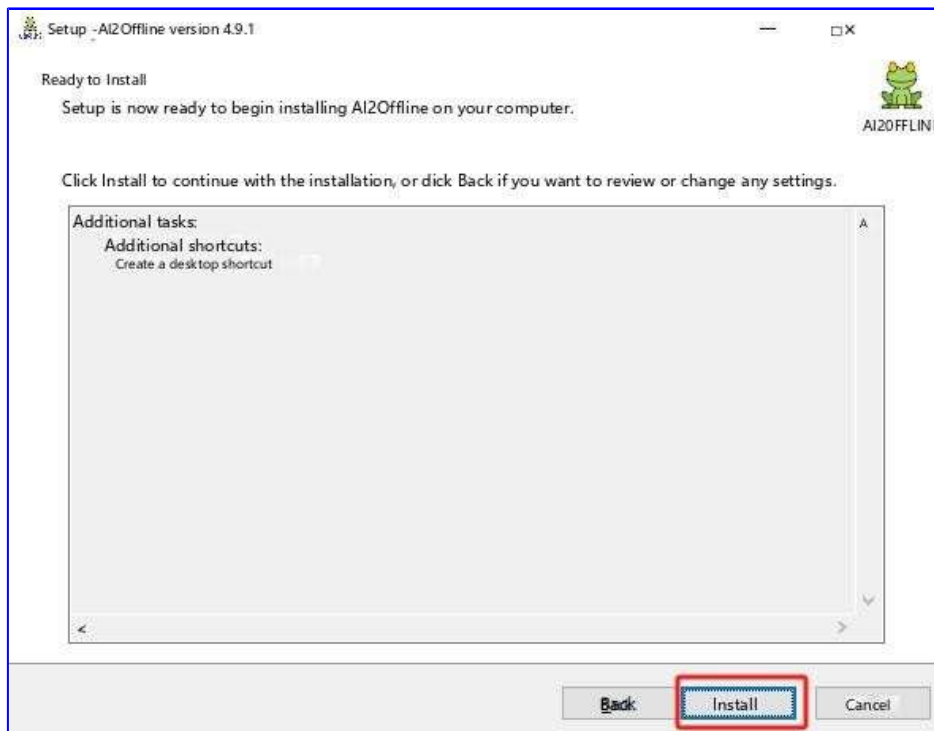 Setup -AI2Offline version 4.9.1
Ready to Install
Setup is now ready to begin installing AI2Offline on your computer.
AI2OFFLIN
Click Install to continue with the installation, or dick Back if you want to review or change any settings.
Additional tasks:
Additional shortcuts:
Create a desktop shortcut
Back
Install
Cancel